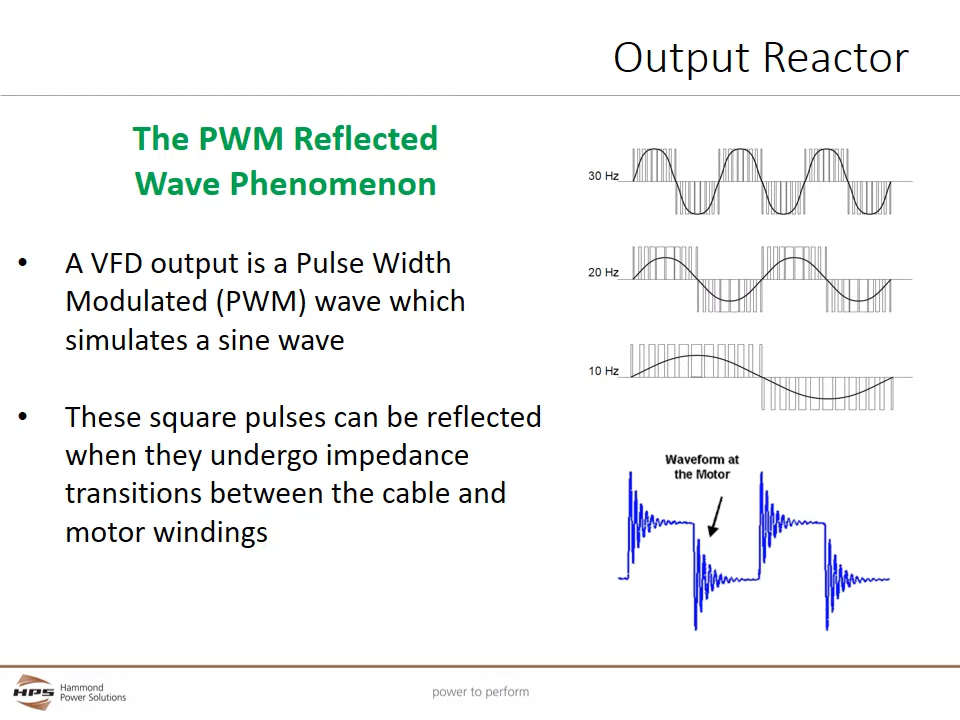 Output Reactor
The PWM Reflected
Wave Phenomenon
• A VFD output is a Pulse Width
Modulated (PWM) wave which
simulates a sine wave
• These square pulses can be reflected
when they undergo impedance
transitions between the cable and
motor windings
30 Hz
20 Hz
10 Hz
Waveform at
the Motor
HPS
Hammond
Power Solutions
power to perform